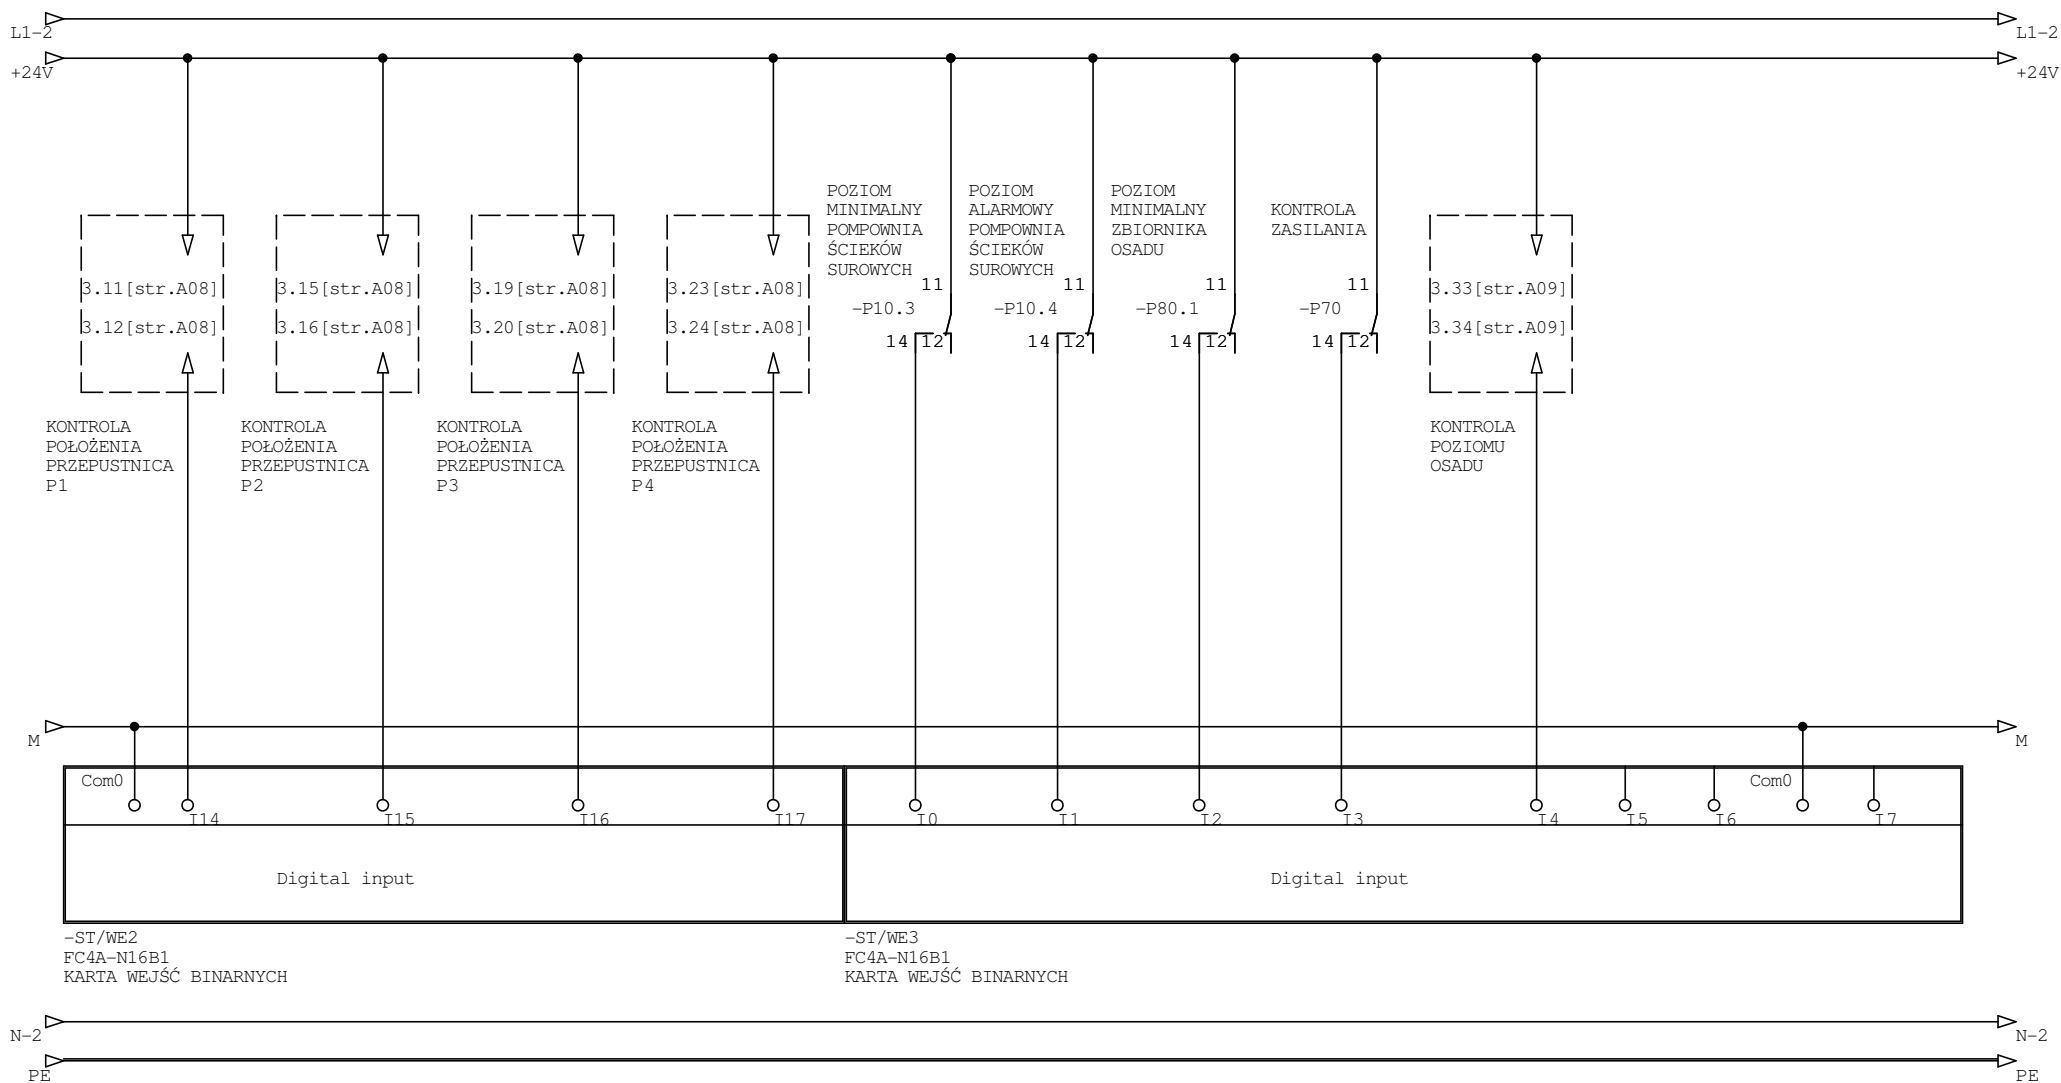 L1-2
L1-2
+24V
+24V
POZIOM
MINIMALNY
POMPOWNIA
ŚCIEKÓW
SUROWYCH
POZIOM
ALARMOWY
POMPOWNIA
ŚCIEKÓW
SUROWYCH
POZIOM
MINIMALNY
ZBIORNIKA
OSADU
KONTROLA
ZASILANIA
3.11[str.A08]
3.12[str.A08]
3.15[str.A08]
3.16[str.A08]
3.19[str.A08]
3.20[str.A08]
3.23[str.A08]
3.24[str.A08]
11
-P10.3
14 12
11
-P10.4
14 12
11
-P80.1
14 12
11
-P70
14 12
3.33[str.A09]
3.34[str.A09]
KONTROLA
POŁOŻENIA
PRZEPUSTNICA
P1
KONTROLA
POŁOŻENIA
PRZEPUSTNICA
P2
KONTROLA
POŁOŻENIA
PRZEPUSTNICA
P3
KONTROLA
POŁOŻENIA
PRZEPUSTNICA
P4
KONTROLA
POZIOMU
OSADU
M
M
Com0
I14
I15
I16
I17
I0
I1
I2
I3
I4
I5
I6
Com0
I7
Digital input
Digital input
-ST/WE2
FC4A-N16B1
KARTA WEJŚĆ BINARNYCH
-ST/WE3
FC4A-N16B1
KARTA WEJŚĆ BINARNYCH
N-2
N-2
PE
PE